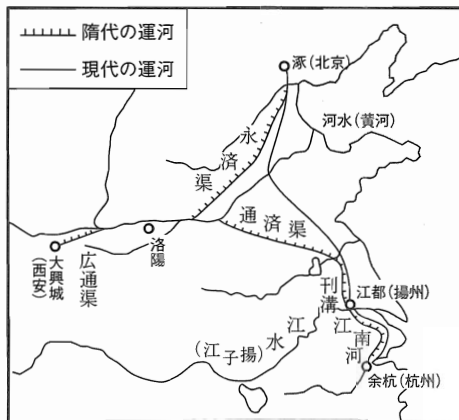 隋代の運河
現代の運河
涿(北京)
河水(黄河)
永済渠
通済渠
洛陽
大興城
(西安)
広通渠
刊溝
江都(揚州)
江南河
江水
(江子揚)
余杭(杭州)